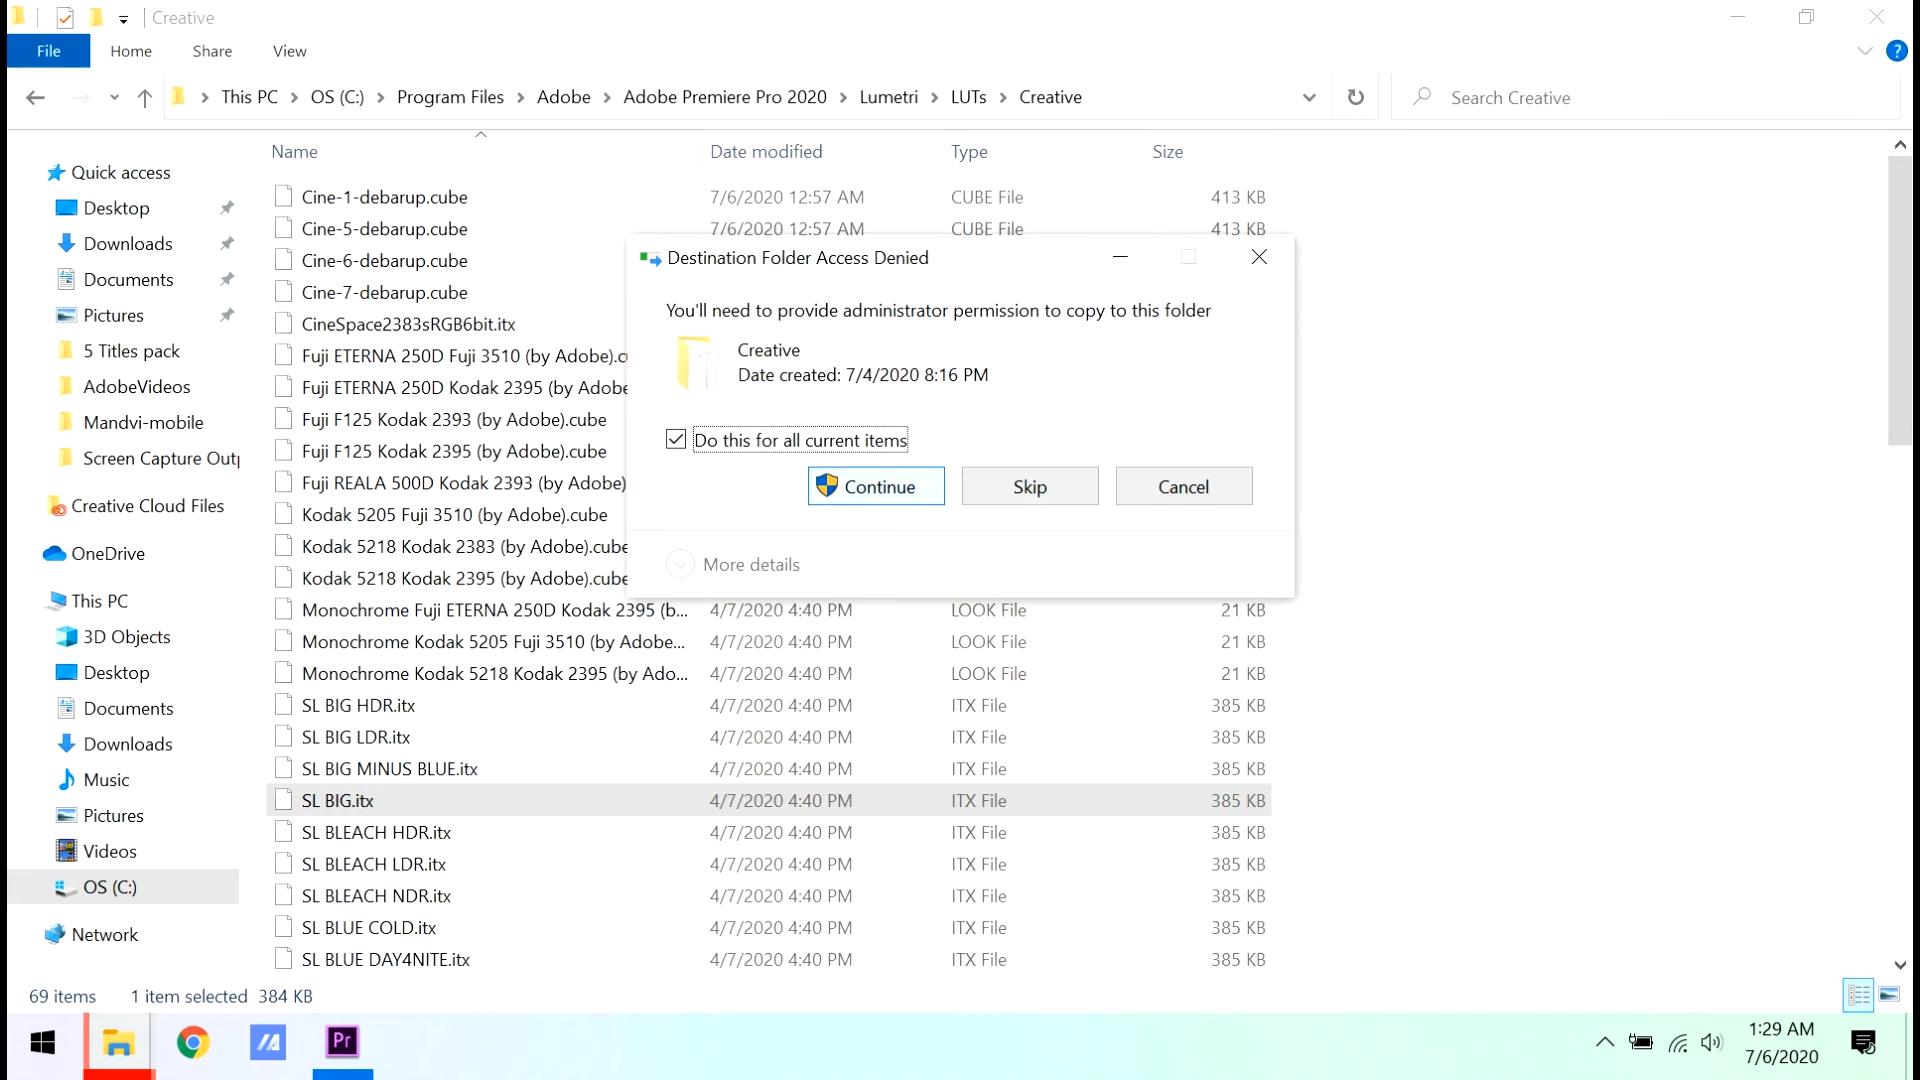 Creative
File Home Share View
This PC OS (C:) Program Files Adobe Adobe Premiere Pro 2020 Lumetri LUTs Creative
Search Creative
Name Date modified Type Size
Quick access
Desktop
Downloads
Documents
Pictures
5 Titles pack
AdobeVideos
Mandvi-mobile
Screen Capture Outp
Creative Cloud Files
OneDrive
This PC
3D Objects
Desktop
Documents
Downloads
Music
Pictures
Videos
OS (C:)
Network
Cine-1-debarup.cube 7/6/2020 12:57 AM CUBE File 413 KB
Cine-5-debarup.cube 7/6/2020 12:57 AM CUBE File 413 KB
Cine-6-debarup.cube
Cine-7-debarup.cube
CineSpace2383sRGB6bit.itx
Fuji ETERNA 250D Fuji 3510 (by Adobe).c
Fuji ETERNA 250D Kodak 2395 (by Adobe
Fuji F125 Kodak 2393 (by Adobe).cube
Fuji F125 Kodak 2395 (by Adobe).cube
Fuji REALA 500D Kodak 2393 (by Adobe)
Kodak 5205 Fuji 3510 (by Adobe).cube
Kodak 5218 Kodak 2383 (by Adobe).cube
Kodak 5218 Kodak 2395 (by Adobe).cube
Monochrome Fuji ETERNA 250D Kodak 2395 (b... 4/7/2020 4:40 PM LOOK File 21 KB
Monochrome Kodak 5205 Fuji 3510 (by Adobe... 4/7/2020 4:40 PM LOOK File 21 KB
Monochrome Kodak 5218 Kodak 2395 (by Ado... 4/7/2020 4:40 PM LOOK File 21 KB
SL BIG HDR.itx 4/7/2020 4:40 PM ITX File 385 KB
SL BIG LDR.itx 4/7/2020 4:40 PM ITX File 385 KB
SL BIG MINUS BLUE.itx 4/7/2020 4:40 PM ITX File 385 KB
SL BIG.itx 4/7/2020 4:40 PM ITX File 385 KB
SL BLEACH HDR.itx 4/7/2020 4:40 PM ITX File 385 KB
SL BLEACH LDR.itx 4/7/2020 4:40 PM ITX File 385 KB
SL BLEACH NDR.itx 4/7/2020 4:40 PM ITX File 385 KB
SL BLUE COLD.itx 4/7/2020 4:40 PM ITX File 385 KB
SL BLUE DAY4NITE.itx 4/7/2020 4:40 PM ITX File 385 KB
Destination Folder Access Denied
You'll need to provide administrator permission to copy to this folder
Creative
Date created: 7/4/2020 8:16 PM
Do this for all current items
Continue Skip Cancel
More details
69 items 1 item selected 384 KB
Pr
1:29 AM
7/6/2020